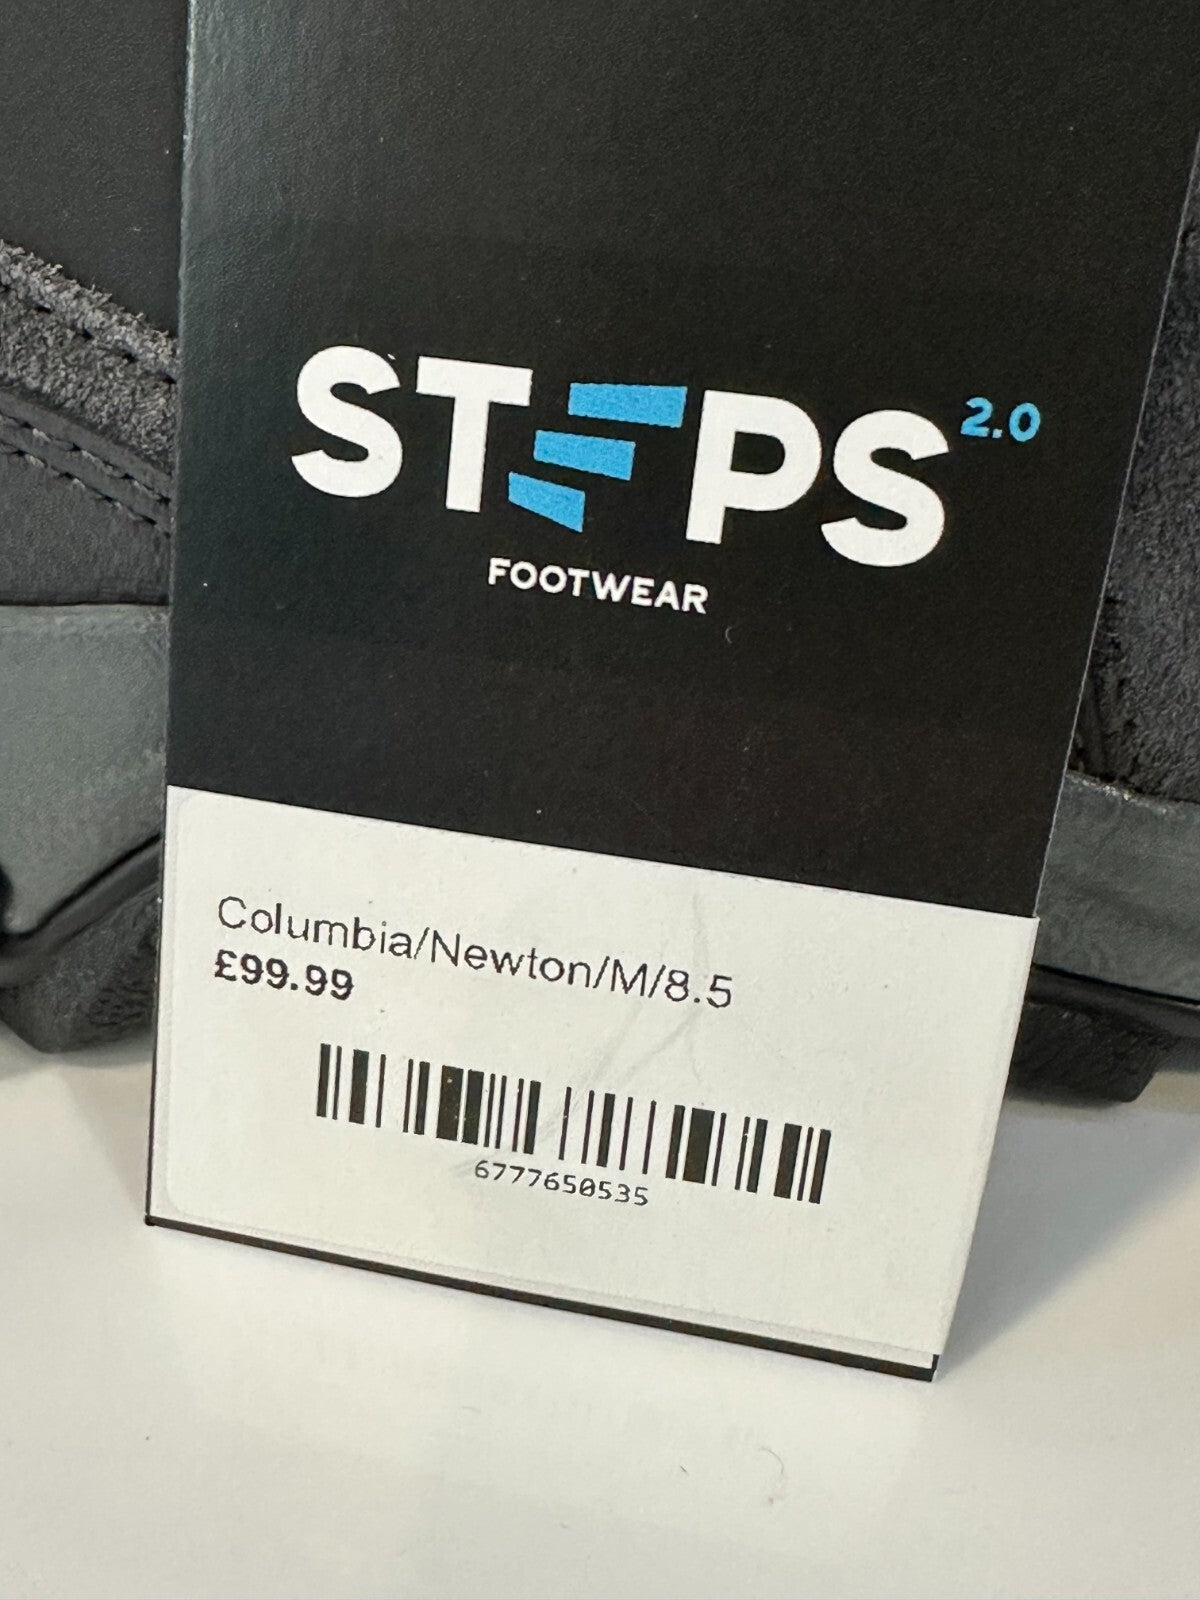 STEPS 2.0
FOOTWEAR
Columbia/Newton/M/8.5
£99.99
6777650535